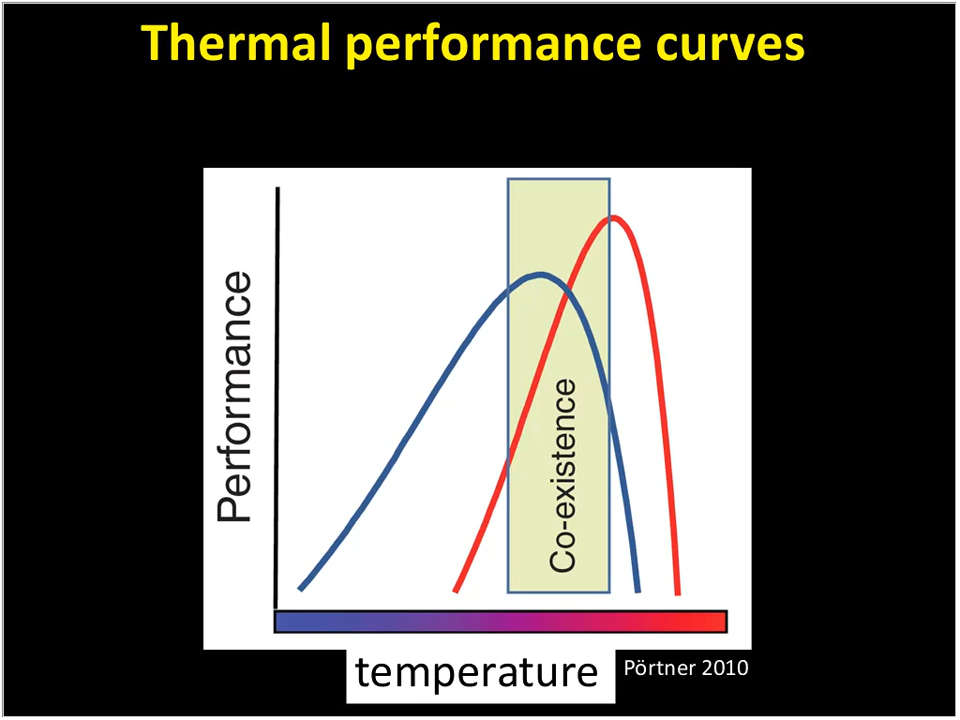 Thermal performance curves
Performance
Co-existence
temperature
Pörtner 2010